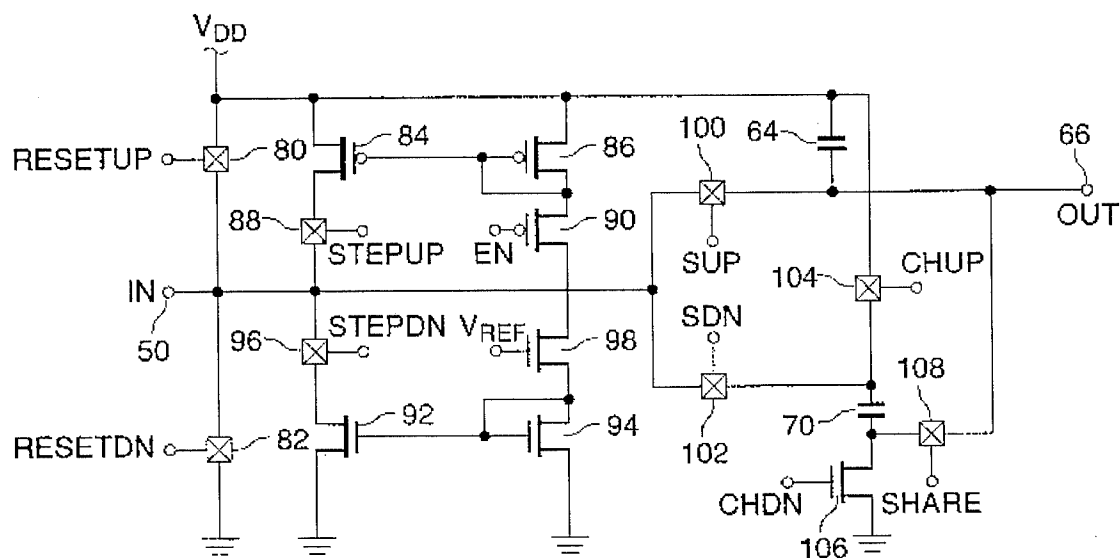 VDD
RESETUP
80
84
86
100
64
66
OUT
88
STEPUP
EN
90
SUP
104
CHUP
IN
50
96
STEPDN
VREF
98
SDN
102
70
108
RESETDN
82
92
94
CHDN
106
SHARE